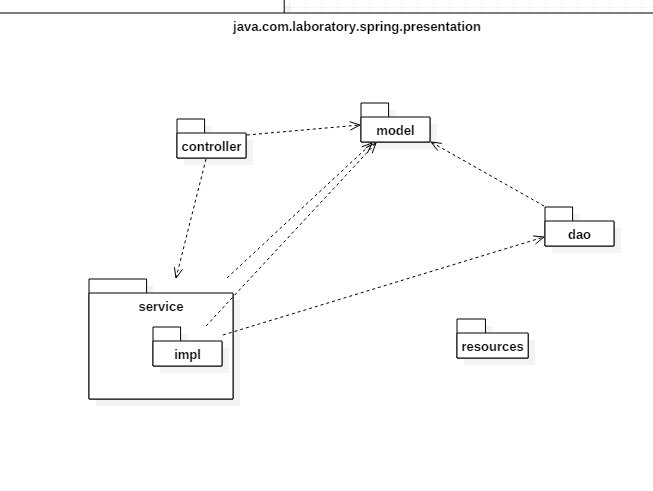 java.com.laboratory.spring.presentation
model
controller
dao
service
impl
resources